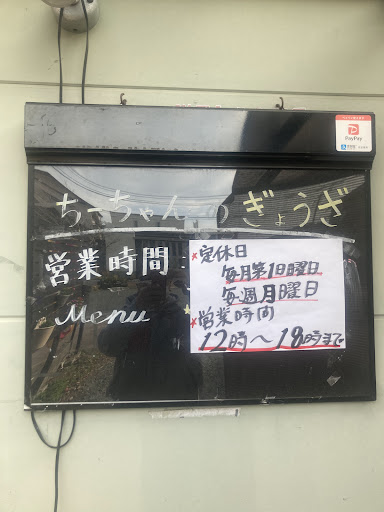 PayPay
ちーちゃんのぎょうざ
営業時間
Menu
*定休日
毎月第1日曜日
毎週月曜日
*営業時間
12時～18時まで